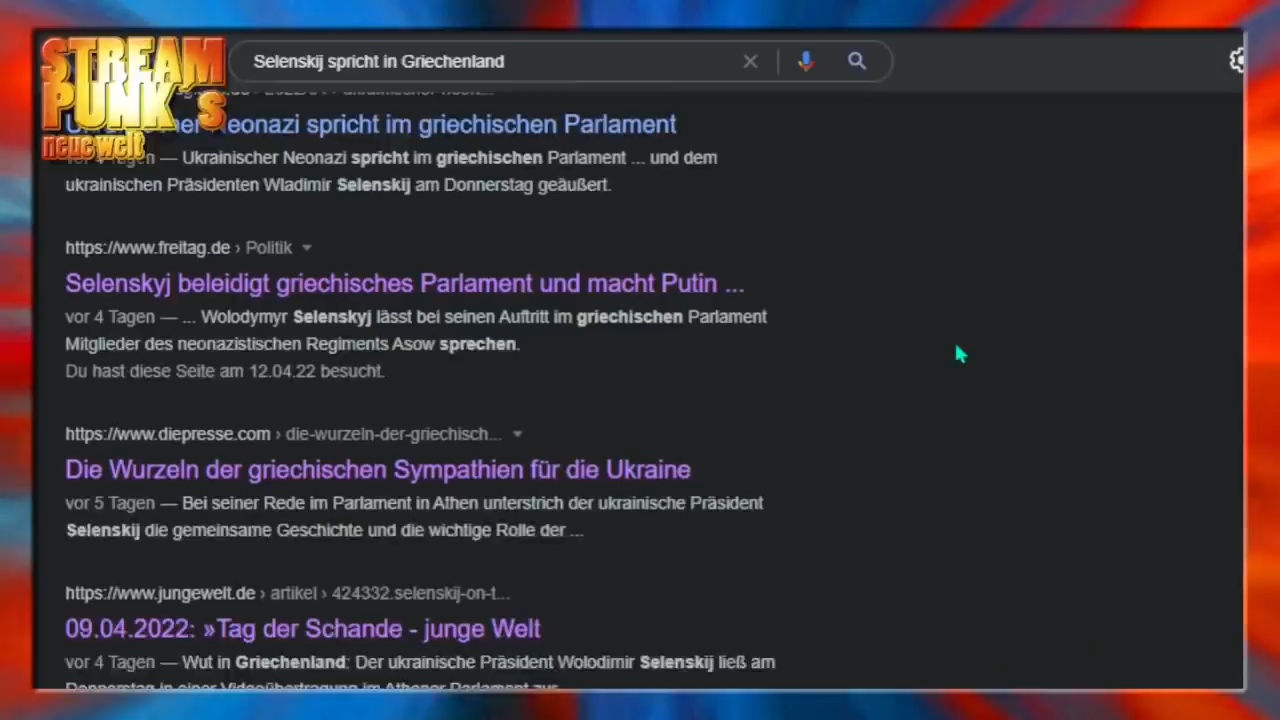 STREAM
PUNK´s
neue welt
Selenskij spricht in Griechenland
Neonazi spricht im griechischen Parlament
— Ukrainischer Neonazi spricht im griechischen Parlament ... und dem
ukrainischen Präsidenten Wladimir Selenskij am Donnerstag geäußert.
https://www.freitag.de › Politik
Selenskyj beleidigt griechisches Parlament und macht Putin ...
vor 4 Tagen — ... Wolodymyr Selenskyj lässt bei seinen Auftritt im griechischen Parlament
Mitglieder des neonazistischen Regiments Asow sprechen.
Du hast diese Seite am 12.04.22 besucht.
https://www.diepresse.com › die-wurzeln-der-griechisch...
Die Wurzeln der griechischen Sympathien für die Ukraine
vor 5 Tagen — Bei seiner Rede im Parlament in Athen unterstrich der ukrainische Präsident
Selenskij die gemeinsame Geschichte und die wichtige Rolle der ...
https://www.jungewelt.de › artikel › 424332.selenskij-on-t...
09.04.2022: »Tag der Schande - junge Welt
vor 4 Tagen — Wut in Griechenland: Der ukrainische Präsident Wolodimir Selenskij ließ am
Donnerstag in einer Videoübertragung im Athener Parlament zur